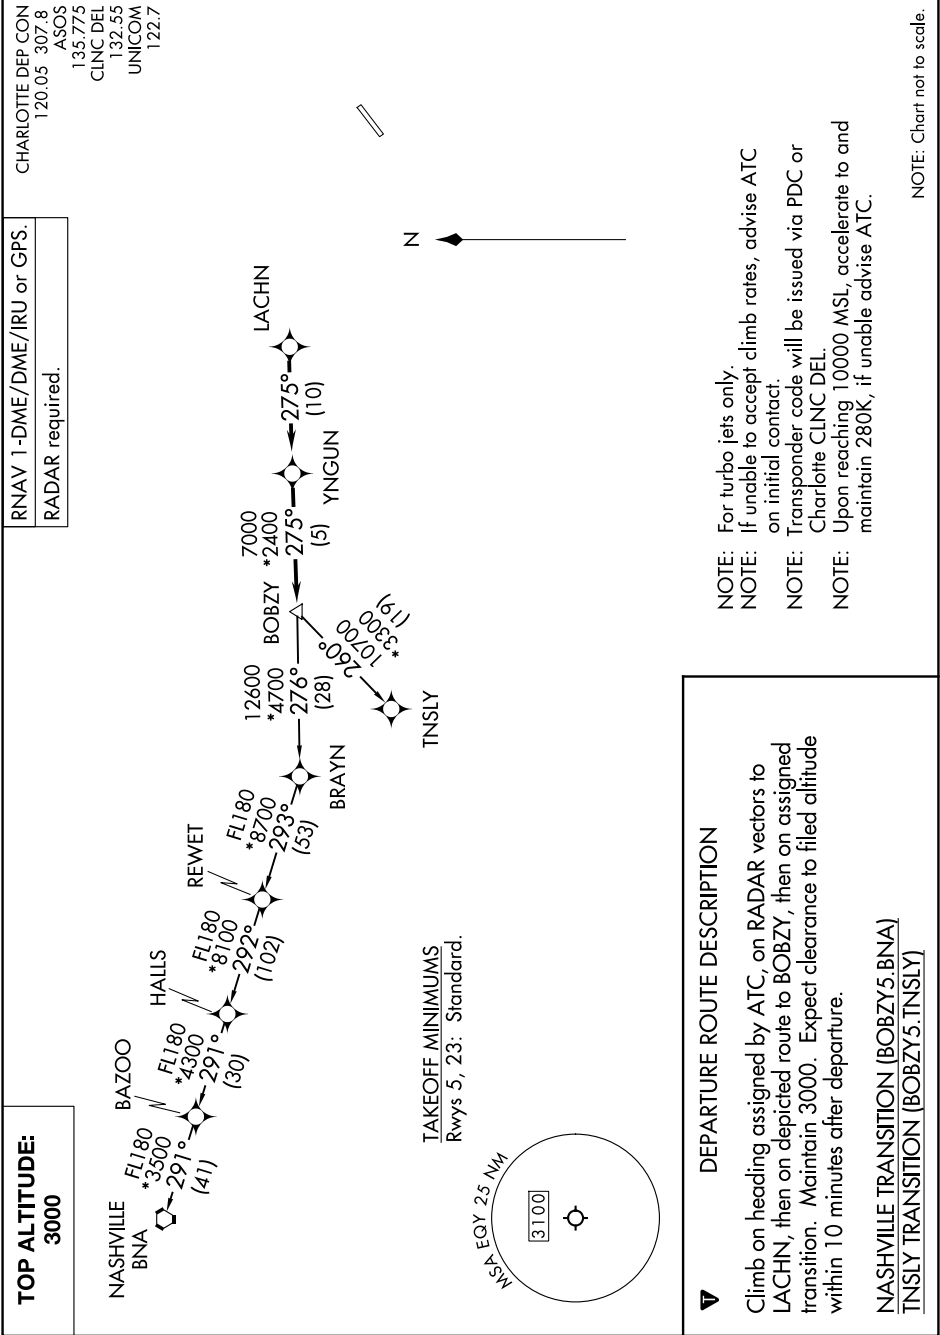 TOP ALTITUDE:
3000
RNAV 1-DME/DME/IRU or GPS.
RADAR required.
CHARLOTTE DEP CON
120.05 307.8
ASOS
135.775
CLNC DEL
132.55
UNICOM
122.7
NASHVILLE
BNA
FL180
*3500
291°
(41)
BAZOO
FL180
*4300
291°
(30)
HALLS
FL180
*8100
292°
(102)
REWET
FL180
*8700
293°
(53)
BRAYN
12600
*4700
276°
(28)
BOBZY
7000
*2400
275°
(5)
YNGUN
275°
(10)
LACHN
260°
10700
*3300
(19)
TNSLY
N
TAKEOFF MINIMUMS
Rwys 5, 23: Standard.
MSA EQY 25 NM
3100
NOTE: For turbo jets only.
NOTE: If unable to accept climb rates, advise ATC
on initial contact.
NOTE: Transponder code will be issued via PDC or
Charlotte CLNC DEL.
NOTE: Upon reaching 10000 MSL, accelerate to and
maintain 280K, if unable advise ATC.
NOTE: Chart not to scale.
T
DEPARTURE ROUTE DESCRIPTION
Climb on heading assigned by ATC, on RADAR vectors to
LACHN, then on depicted route to BOBZY, then on assigned
transition. Maintain 3000. Expect clearance to filed altitude
within 10 minutes after departure.
NASHVILLE TRANSITION (BOBZY5.BNA)
TNSLY TRANSITION (BOBZY5.TNSLY)